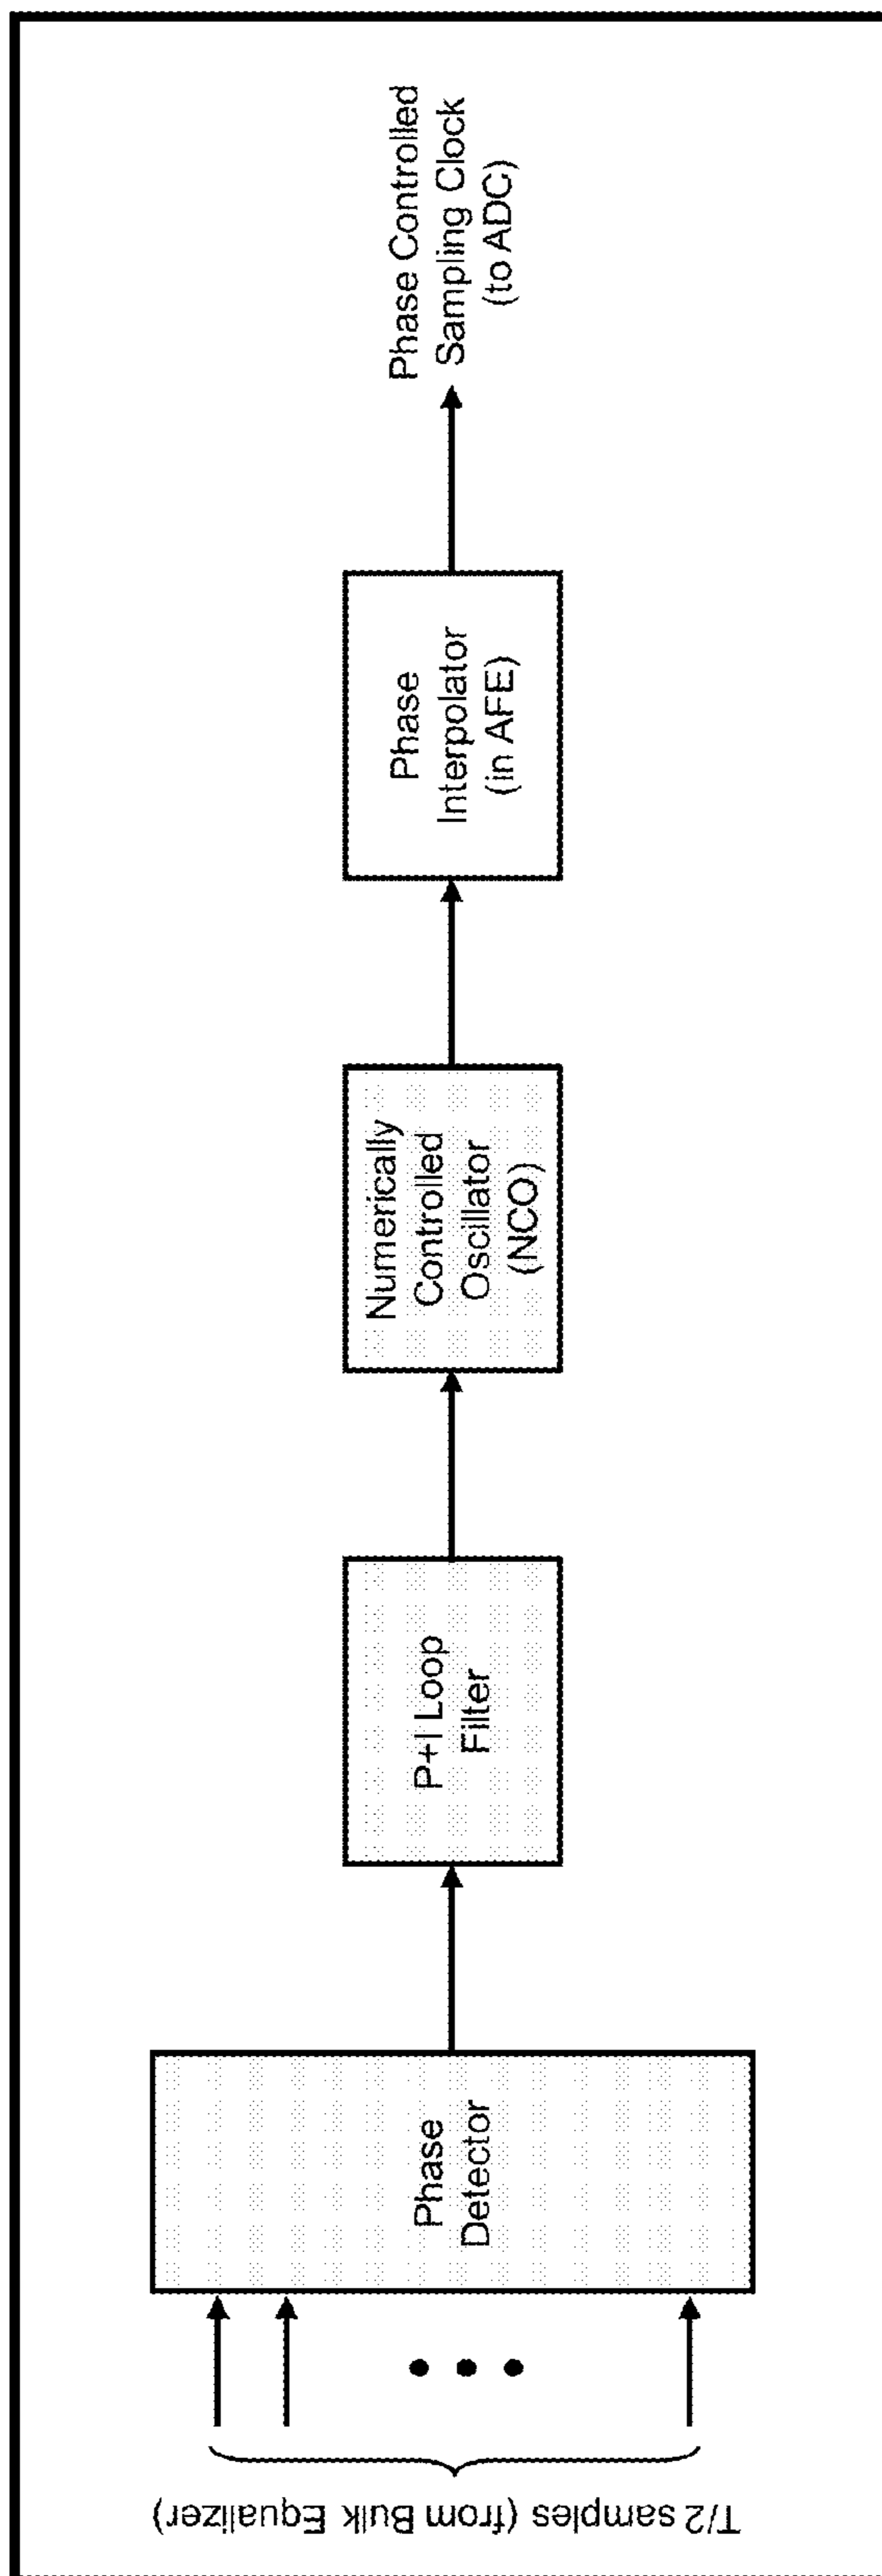 T/2 samples (from Bulk Equalizer)
Phase
Detector
P+I Loop
Filter
Numerically
Controlled
Oscillator
(NCO)
Phase
Interpolator
(in AFE)
Phase Controlled
Sampling Clock
(to ADC)